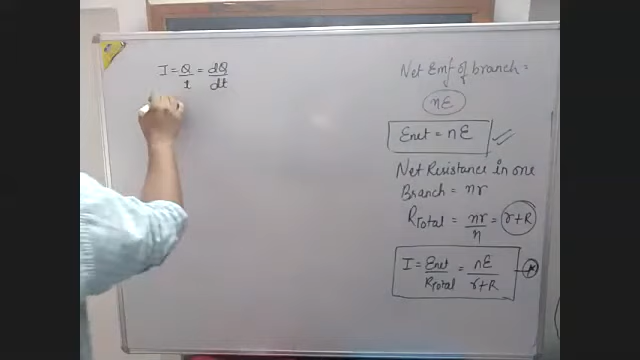 I = Q/t = dQ/dt
Net Emf of branch =
nE
Enet = nE
Net Resistance in one
Branch = nr
RTotal = nr/n = r+R
I = Enet/RTotal = nE/r+R